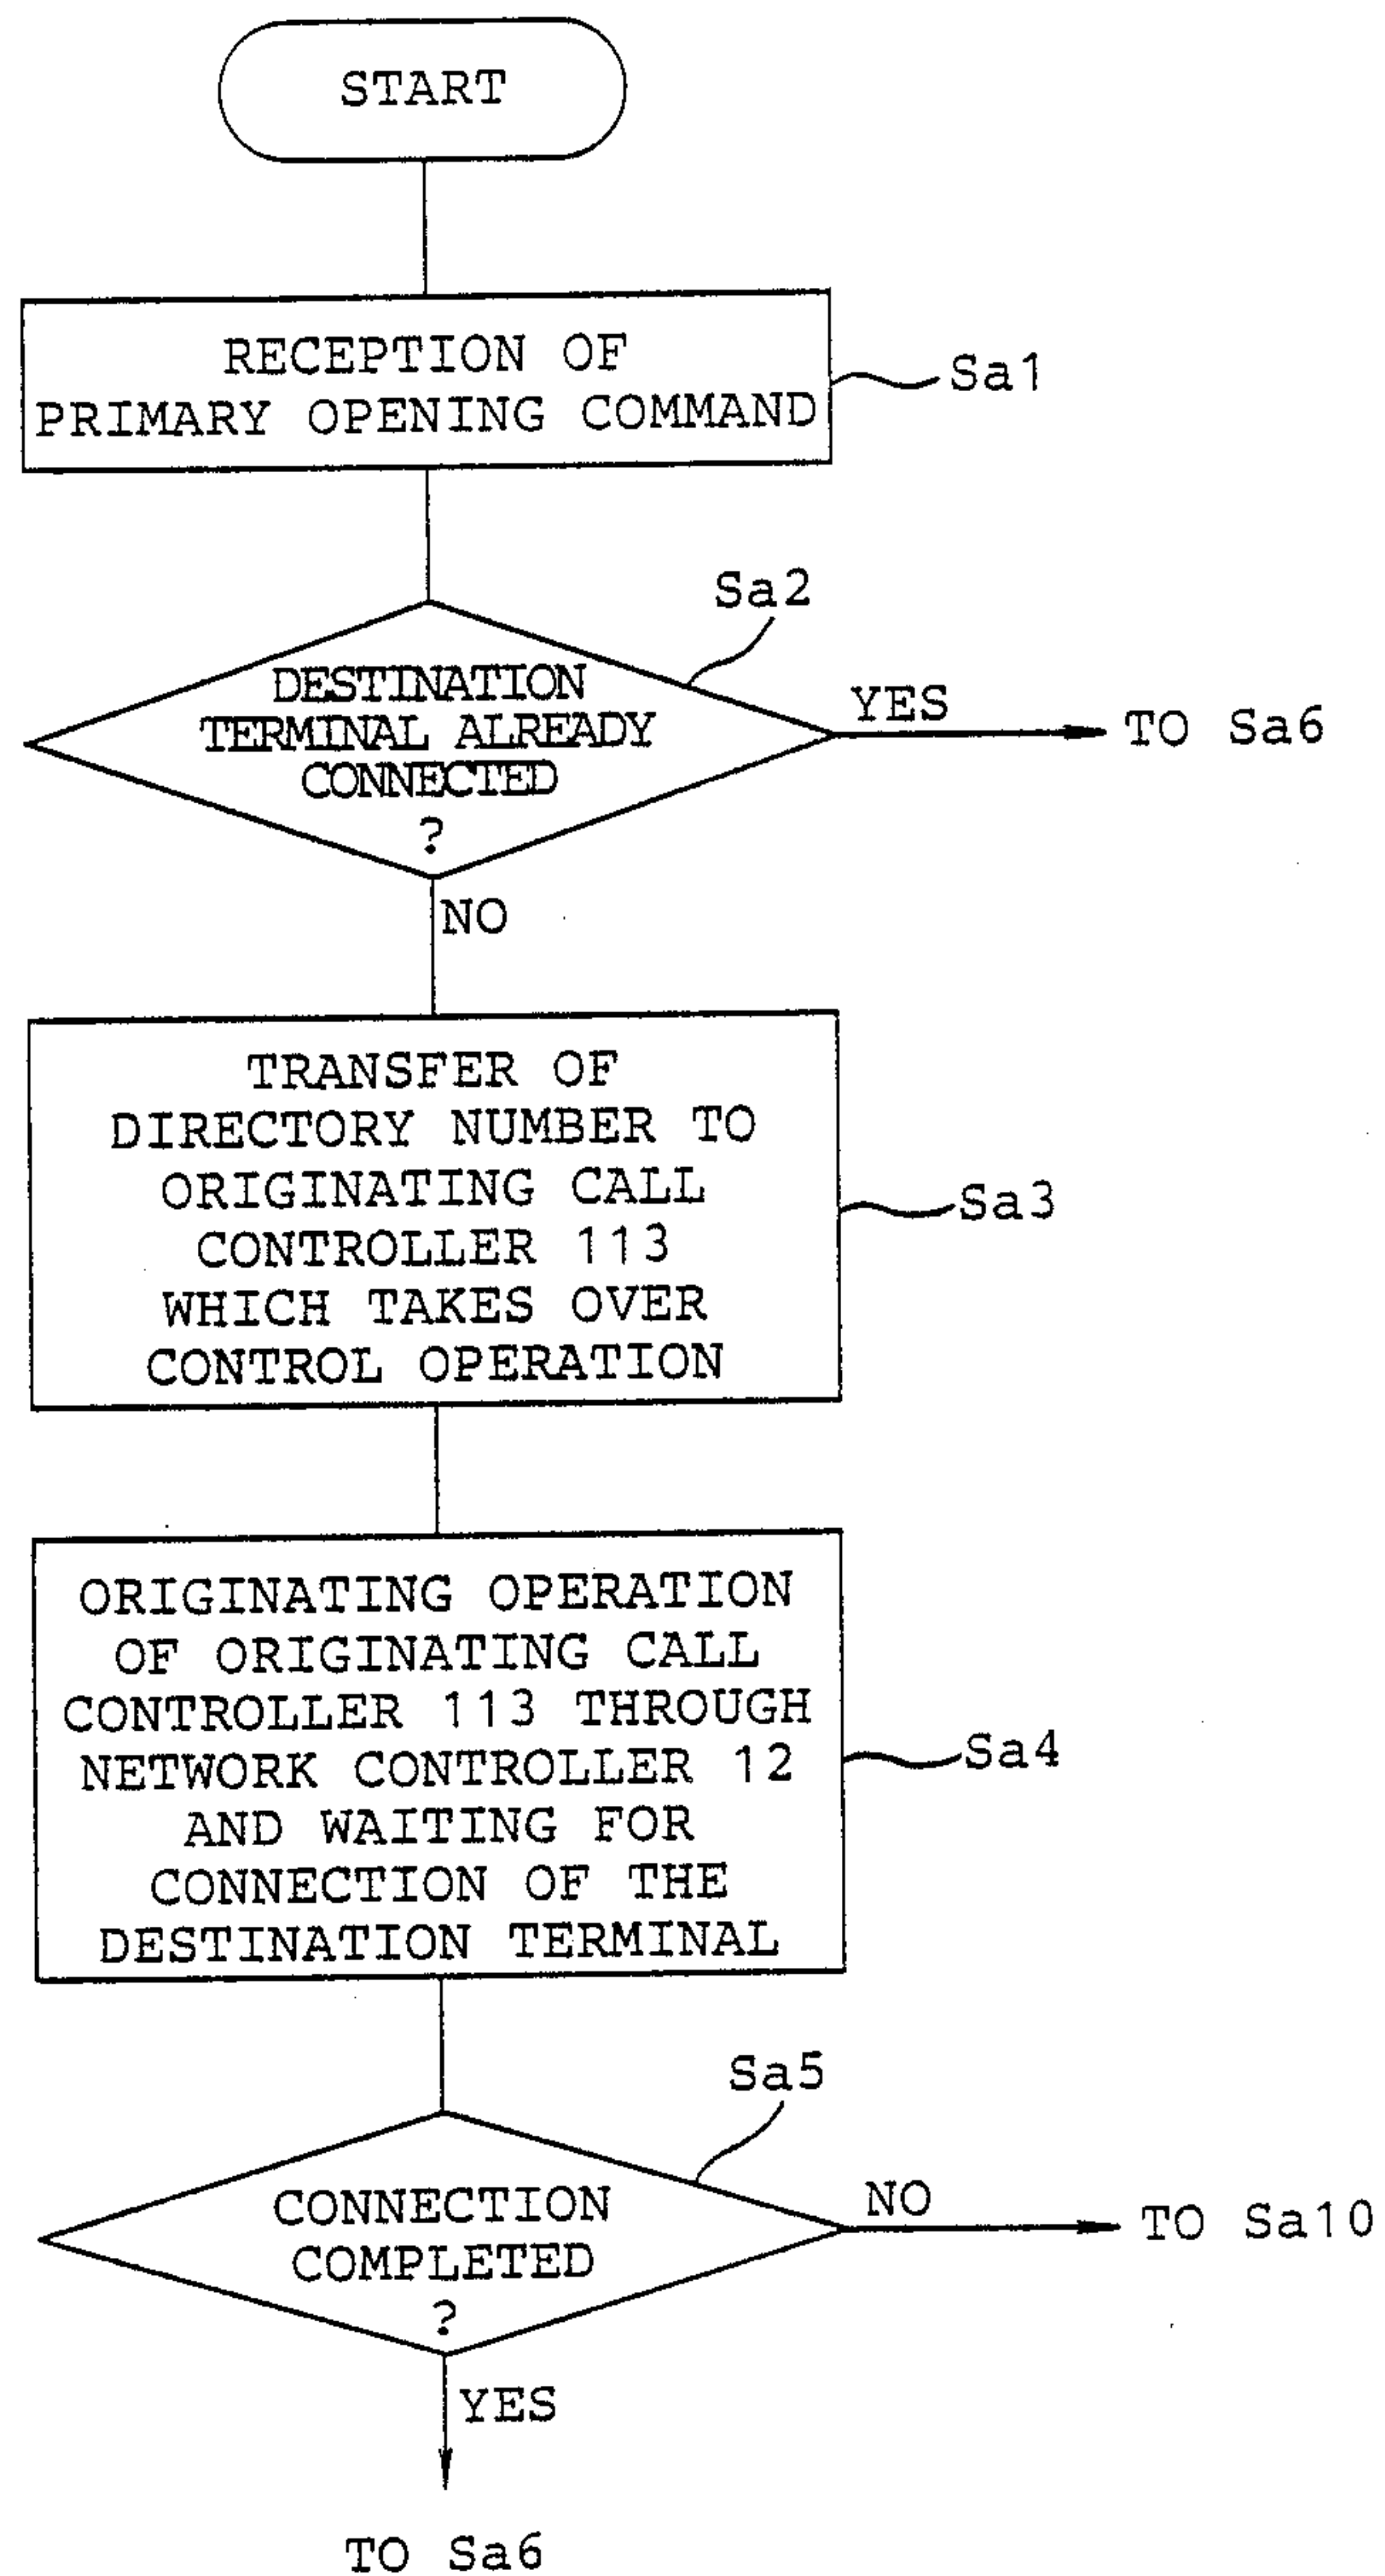 START
RECEPTION OF
PRIMARY OPENING COMMAND
Sa1
Sa2
DESTINATION
TERMINAL ALREADY
CONNECTED
?
YES
TO Sa6
NO
TRANSFER OF
DIRECTORY NUMBER TO
ORIGINATING CALL
CONTROLLER 113
WHICH TAKES OVER
CONTROL OPERATION
Sa3
ORIGINATING OPERATION
OF ORIGINATING CALL
CONTROLLER 113 THROUGH
NETWORK CONTROLLER 12
AND WAITING FOR
CONNECTION OF THE
DESTINATION TERMINAL
Sa4
Sa5
CONNECTION
COMPLETED
?
NO
TO Sa10
YES
TO Sa6